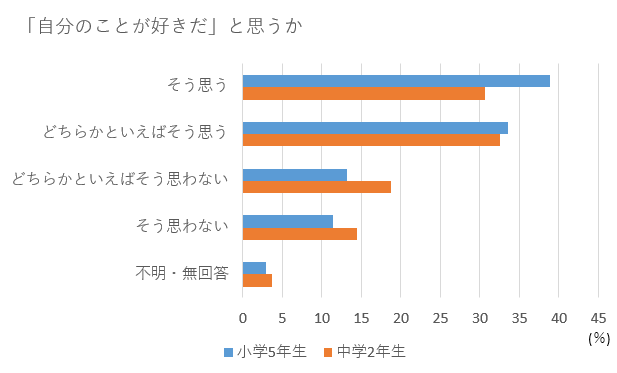 「自分のことが好きだ」と思うか
そう思う
どちらかといえばそう思う
どちらかといえばそう思わない
そう思わない
不明・無回答
0 5 10 15 20 25 30 35 40 45
(%)
小学5年生 中学2年生